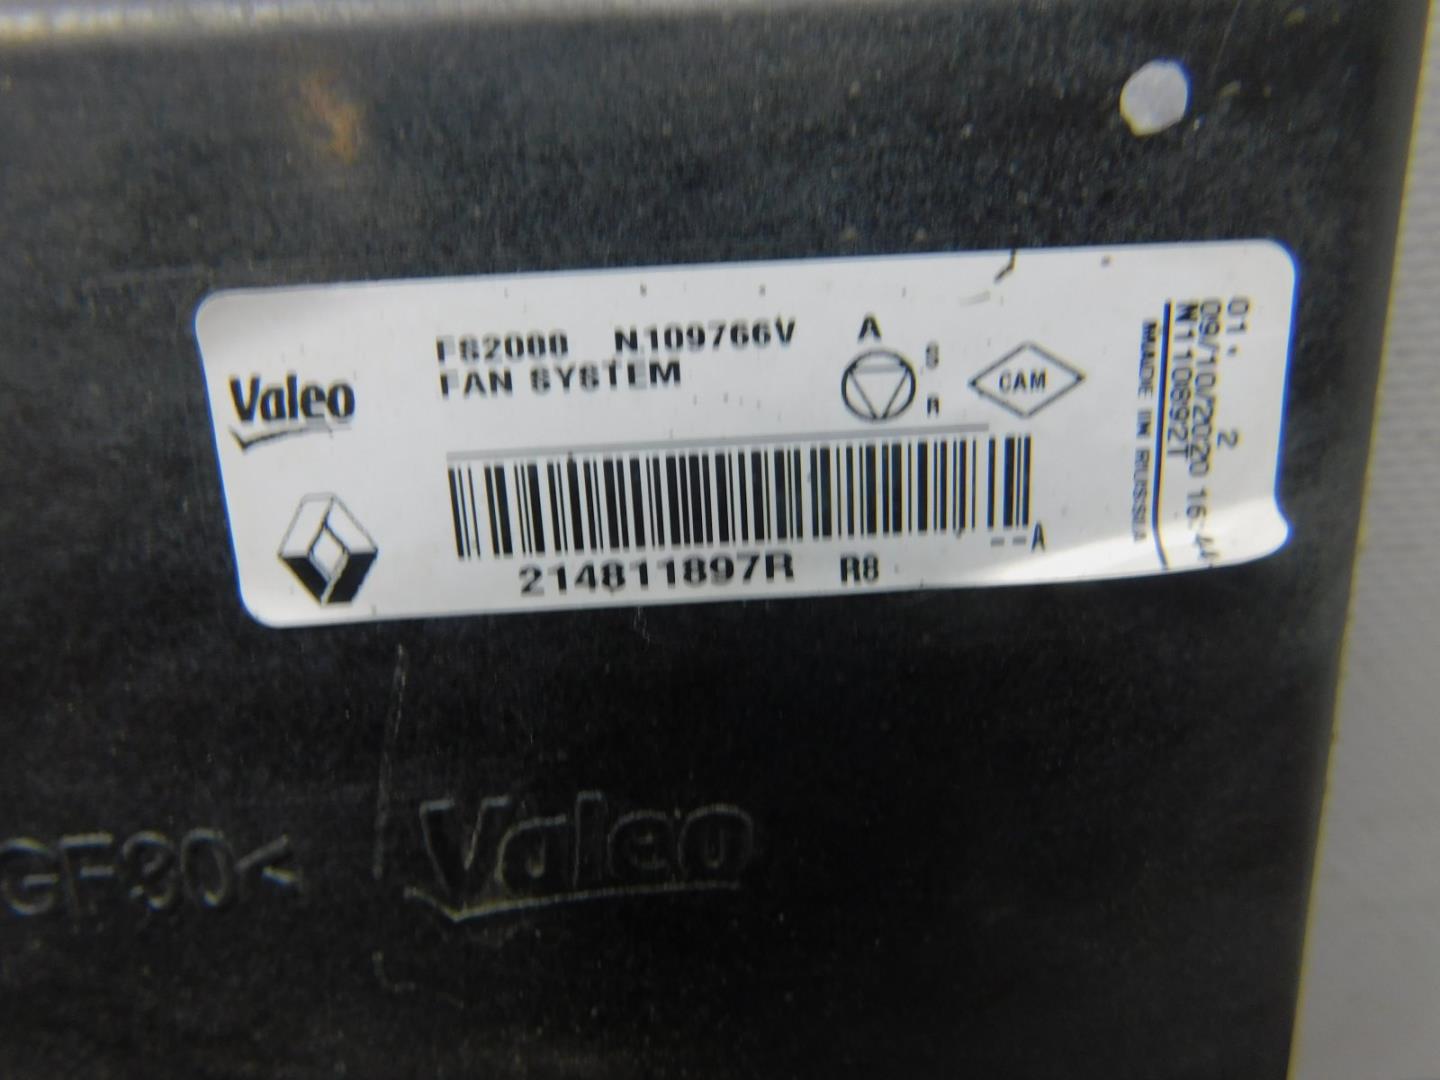 Valeo
FS2000 N109766V A
FAN SYSTEM
S
R
CAM
214811897R R8
--A
01. 2
09/10/2020 16:44
N110892T
MADE IN RUSSIA
GF30<
Valeo